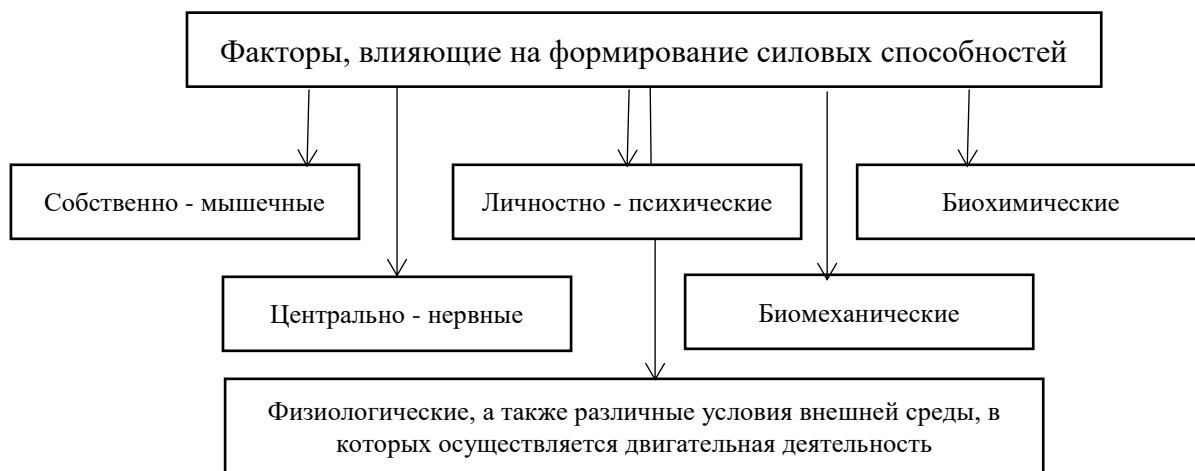 Факторы, влияющие на формирование силовых способностей
Собственно - мышечные
Личностно - психические
Биохимические
Центрально - нервные
Биомеханические
Физиологические, а также различные условия внешней среды, в
которых осуществляется двигательная деятельность